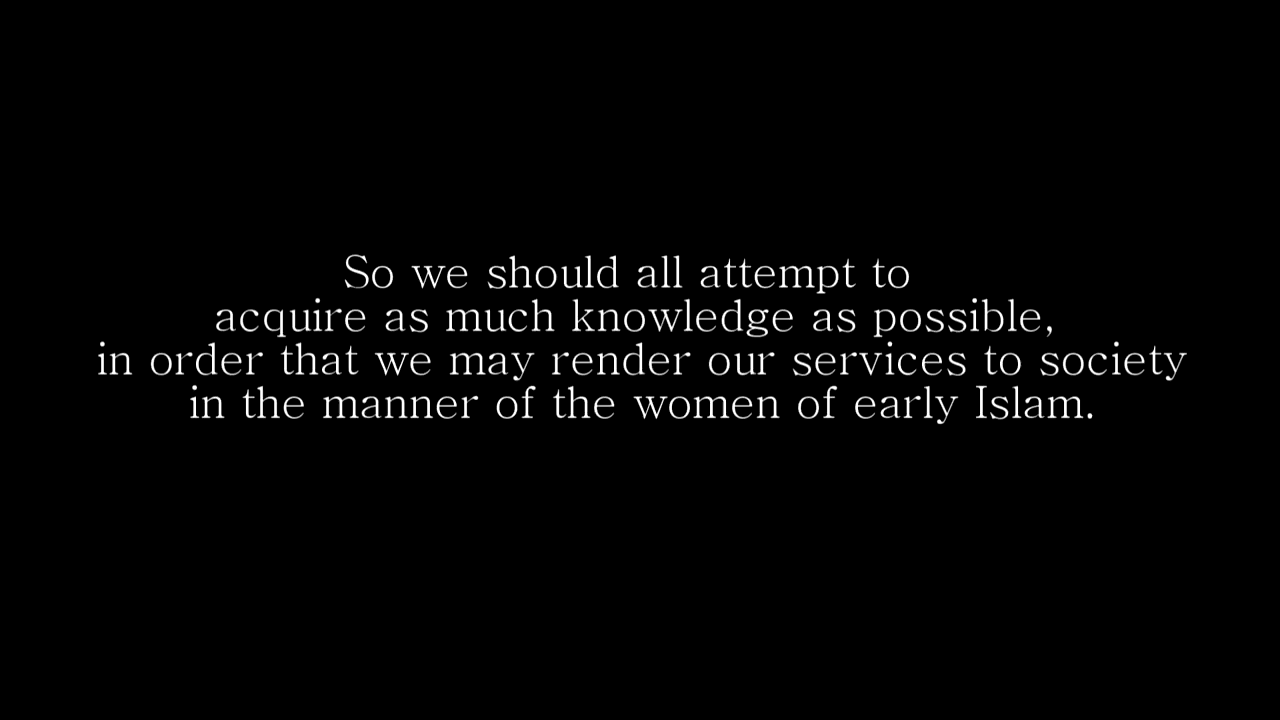 So we should all attempt to
acquire as much knowledge as possible,
in order that we may render our services to society
in the manner of the women of early Islam.